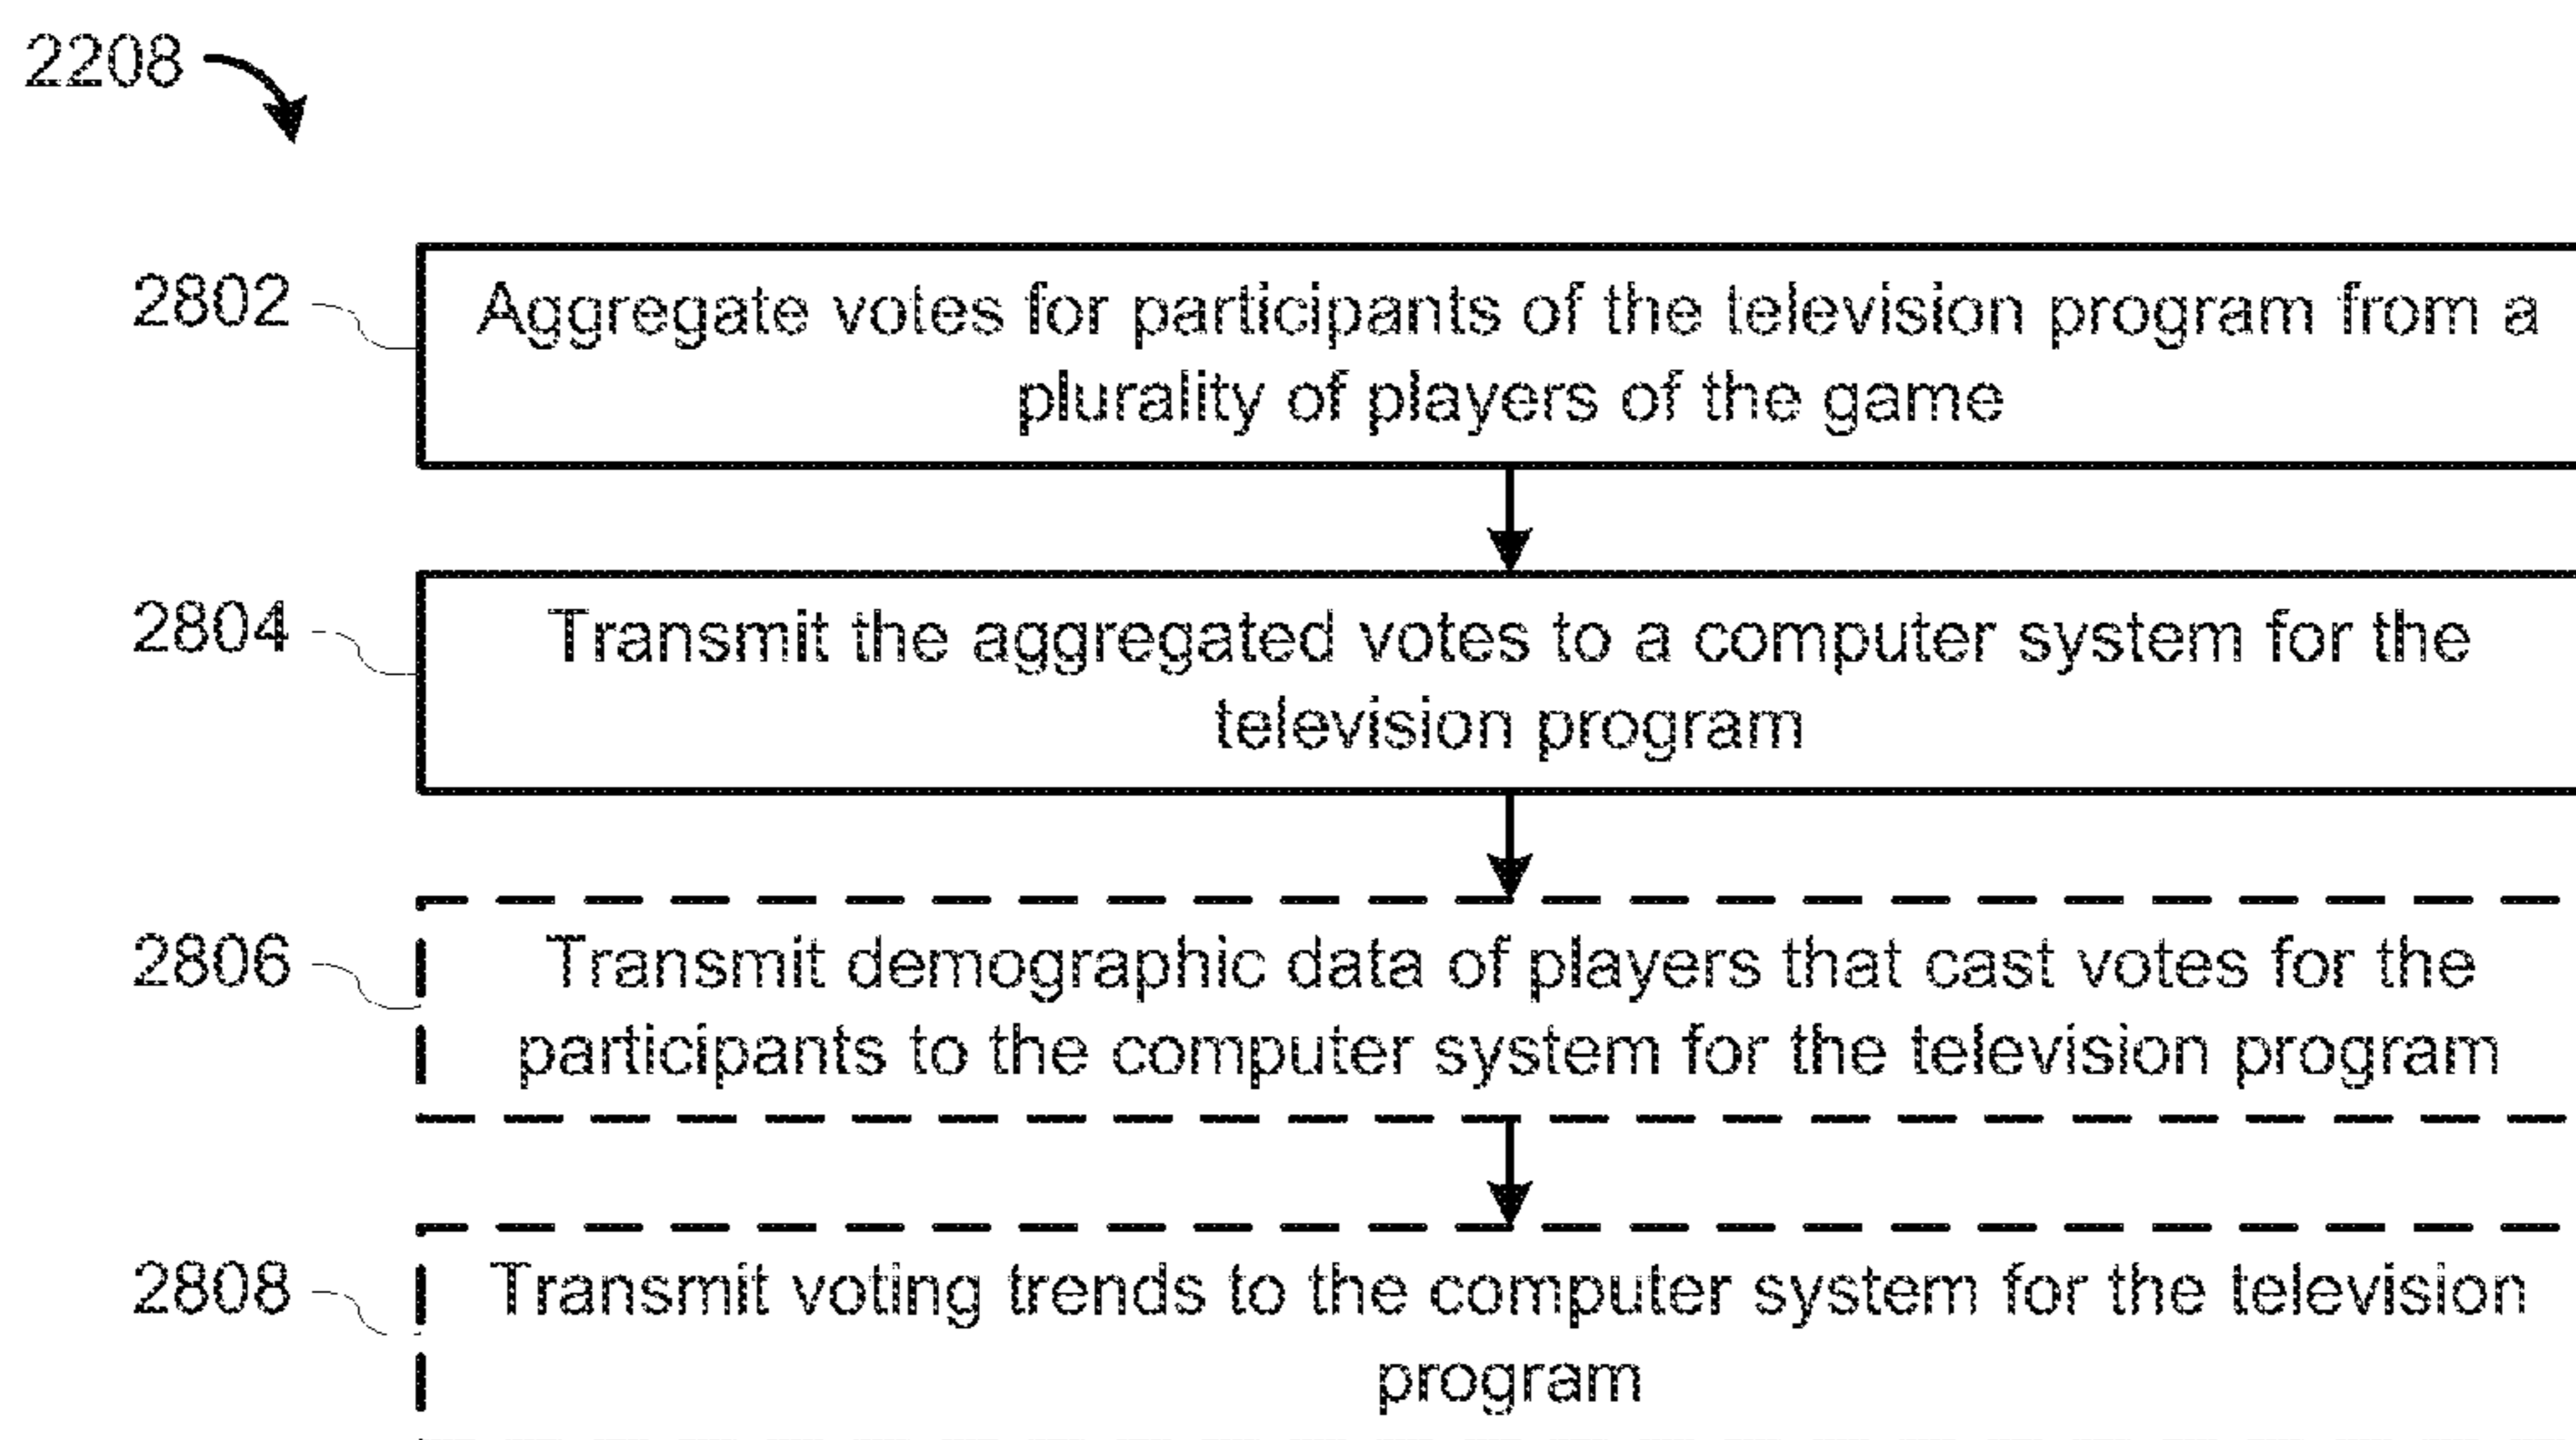 2208
2802
Aggregate votes for participants of the television program from a
plurality of players of the game
2804
Transmit the aggregated votes to a computer system for the
television program
2806
Transmit demographic data of players that cast votes for the
participants to the computer system for the television program
2808
Transmit voting trends to the computer system for the television
program